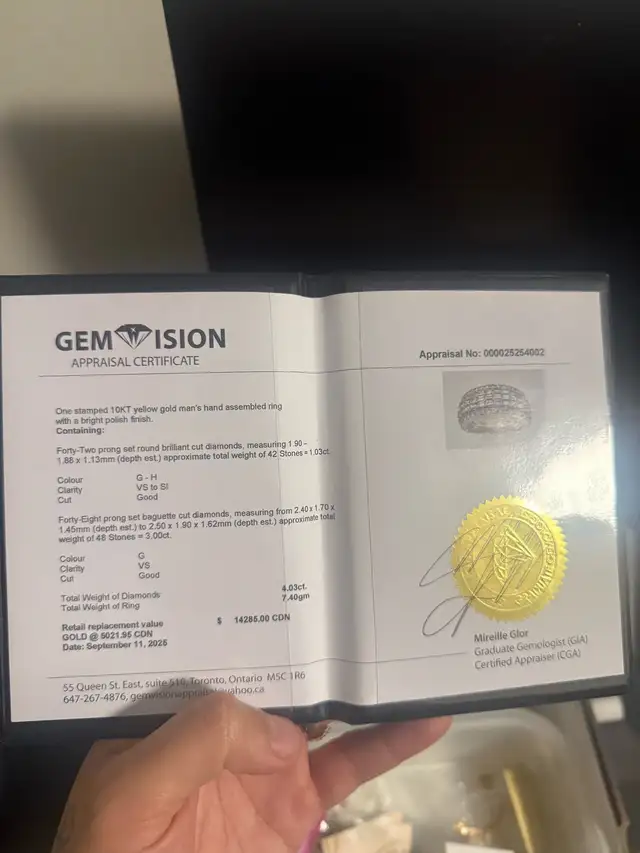 GEMVISION
APPRAISAL CERTIFICATE
One stamped 10KT yellow gold man's hand assembled ring
with a bright polish finish.
Containing:
Forty-Two prong set round brilliant cut diamonds, measuring 1.90 –
1.88 x 1.13mm (depth est.) approximate total weight of 42 Stones = 1.03ct.
Colour G - H
Clarity VS to SI
Cut Good
Forty-Eight prong set baguette cut diamonds, measuring from 2.40 x 1.70 x
1.45mm (depth est.) to 2.50 x 1.90 x 1.62mm (depth est.) approximate total
weight of 48 Stones = 3.00ct.
Colour G
Clarity VS
Cut Good
Total Weight of Diamonds 4.03ct.
Total Weight of Ring 7.40gm
Retail replacement value $ 14285.00 CDN
GOLD @ 5021.95 CDN
Date: September 11, 2025
55 Queen St. East, suite 510, Toronto, Ontario M5C 1R6
647-267-4876, gemvisionappraisal@yahoo.ca
Appraisal No: 000025254002
Mireille Glor
Graduate Gemologist (GIA)
Certified Appraiser (CGA)